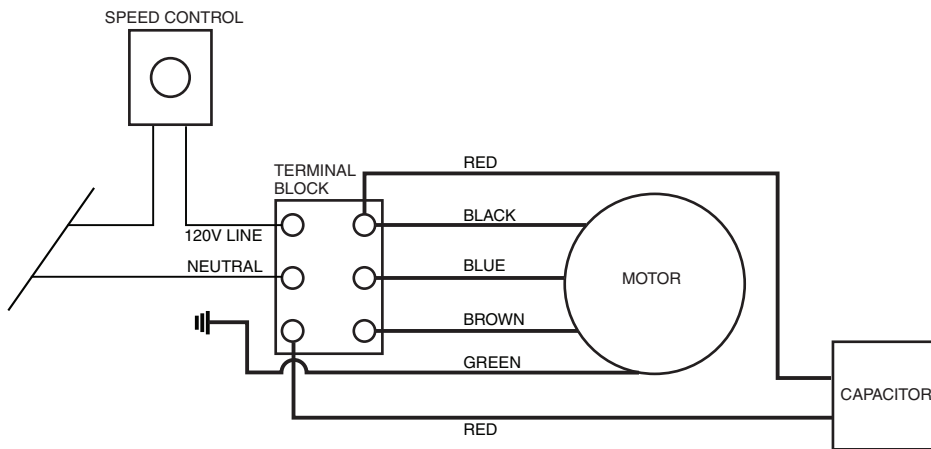 SPEED CONTROL
TERMINAL
BLOCK
RED
BLACK
120V LINE
NEUTRAL
BLUE
MOTOR
BROWN
GREEN
CAPACITOR
RED